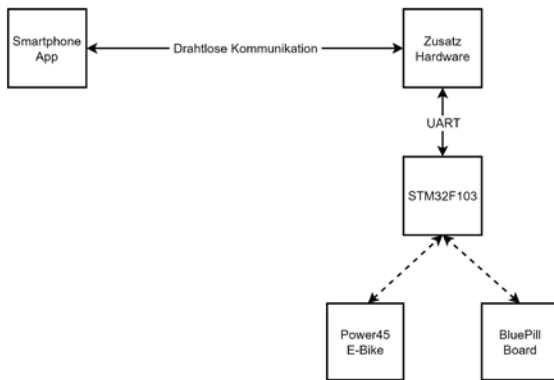 Smartphone
App
Drahtlose Kommunikation
Zusatz
Hardware
UART
STM32F103
Power45
E-Bike
BluePill
Board